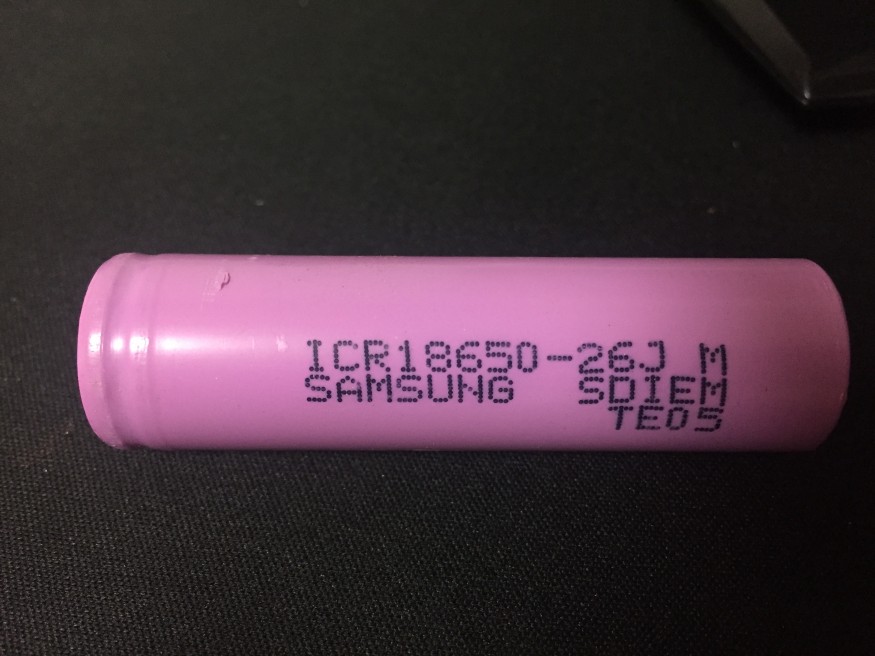 ICR18650-26J M
SAMSUNG SDIEM
TE05